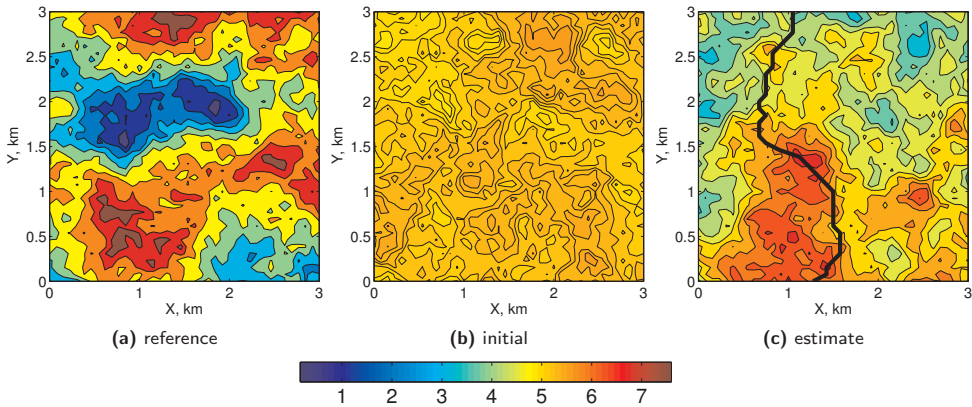 3 3 3
2.5 2.5 2.5
2 2 2
Y, km Y, km Y, km
1.5 1.5 1.5
1 1 1
0.5 0.5 0.5
0 0 0
0 1 2 3 0 1 2 3 0 1 2 3
X, km X, km X, km
(a) reference (b) initial (c) estimate
1 2 3 4 5 6 7